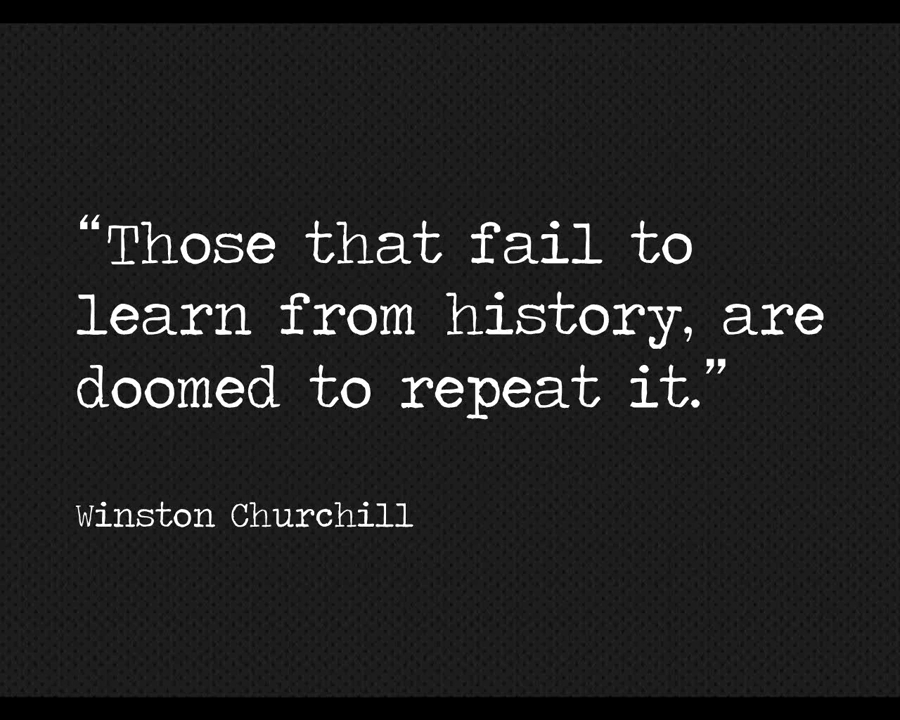 “Those that fail to
learn from history, are
doomed to repeat it.”
Winston Churchill